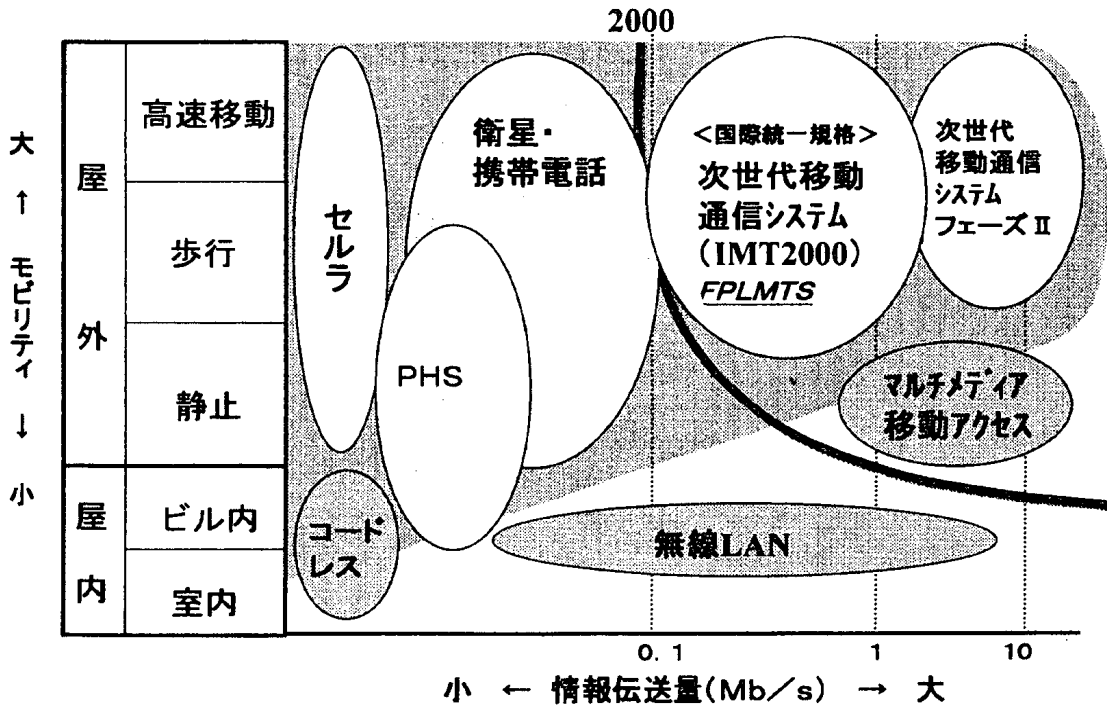 2000
大 ↑ モビリティ ↓ 小
屋外
高速移動
歩行
静止
屋内
ビル内
室内
セルラ
衛星・
携帯電話
PHS
<国際統一規格>
次世代移動
通信システム
(IMT2000)
FPLMTS
次世代
移動通信
システム
フェーズⅡ
マルチメディア
移動アクセス
コード
レス
無線LAN
0.1
1
10
小 ← 情報伝送量(Mb/s) → 大